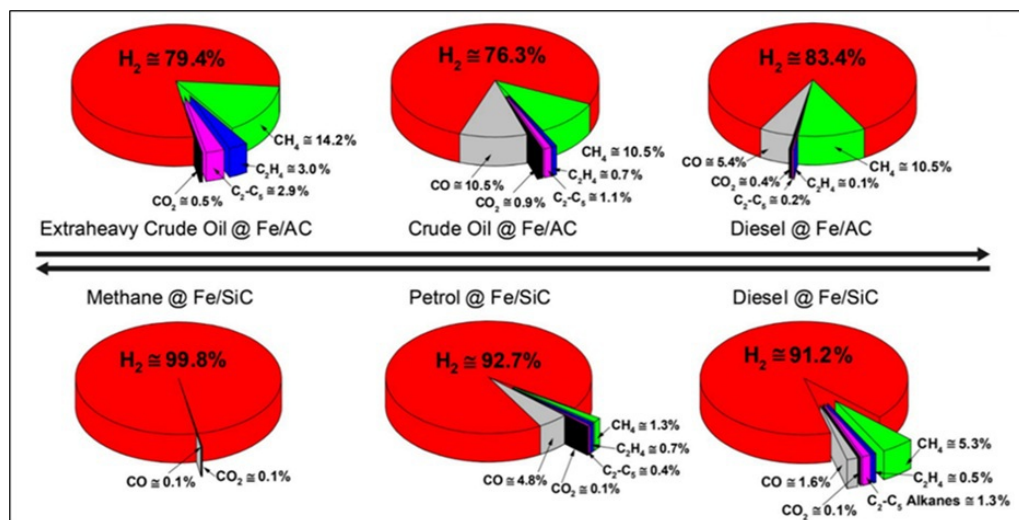 H₂ ≅ 79.4%
CH₄ ≅ 14.2%
C₂H₄ ≅ 3.0%
C₂-C₅ ≅ 2.9%
CO₂ ≅ 0.5%
Extraheavy Crude Oil @ Fe/AC
H₂ ≅ 76.3%
CH₄ ≅ 10.5%
C₂H₄ ≅ 0.7%
CO ≅ 10.5%
C₂-C₅ ≅ 1.1%
CO₂ ≅ 0.9%
Crude Oil @ Fe/AC
H₂ ≅ 83.4%
CO ≅ 5.4%
CH₄ ≅ 10.5%
CO₂ ≅ 0.4%
C₂H₄ ≅ 0.1%
C₂-C₅ ≅ 0.2%
Diesel @ Fe/AC
Methane @ Fe/SiC
H₂ ≅ 99.8%
CO ≅ 0.1%
CO₂ ≅ 0.1%
Petrol @ Fe/SiC
H₂ ≅ 92.7%
CH₄ ≅ 1.3%
C₂H₄ ≅ 0.7%
C₂-C₅ ≅ 0.4%
CO ≅ 4.8%
CO₂ ≅ 0.1%
Diesel @ Fe/SiC
H₂ ≅ 91.2%
CH₄ ≅ 5.3%
CO ≅ 1.6%
C₂H₄ ≅ 0.5%
C₂-C₅ Alkanes ≅ 1.3%
CO₂ ≅ 0.1%